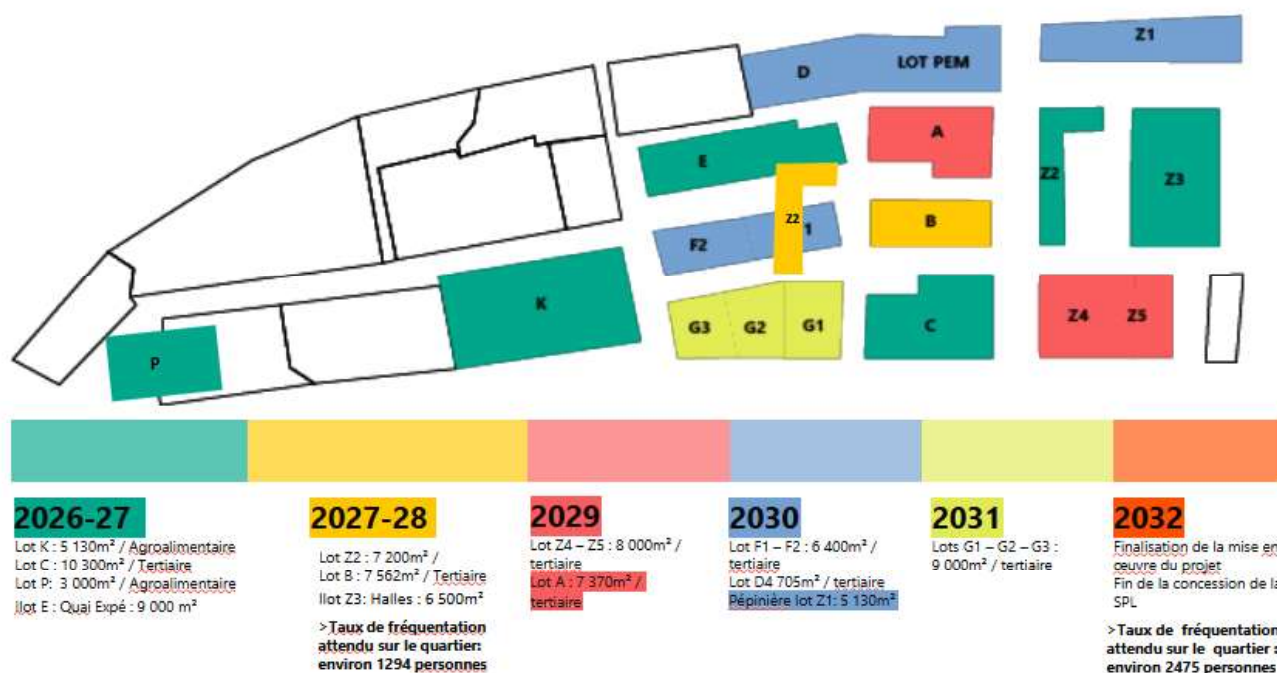 Z1
D
LOT PEM
A
E
Z2
Z3
Z2
B
F2
1
K
G3
G2
G1
C
Z4
Z5
P
2026-27
Lot K : 5 130m² / Agroalimentaire
Lot C : 10 300m² / Tertiaire
Lot P: 3 000m² / Agroalimentaire
Ilot E : Quai Expé : 9 000 m²
2027-28
Lot Z2 : 7 200m² /
Lot B : 7 562m² / Tertiaire
Ilot Z3: Halles : 6 500m²
>Taux de fréquentation
attendu sur le quartier:
environ 1294 personnes
2029
Lot Z4 – Z5 : 8 000m² /
tertiaire
Lot A : 7 370m² /
tertiaire
2030
Lot F1 – F2 : 6 400m² /
tertiaire
Lot D4 705m² / tertiaire
Pépinière lot Z1: 5 130m²
2031
Lots G1 – G2 – G3 :
9 000m² / tertiaire
2032
Finalisation de la mise en
œuvre du projet
Fin de la concession de la
SPL
>Taux de fréquentation
attendu sur le quartier :
environ 2475 personnes